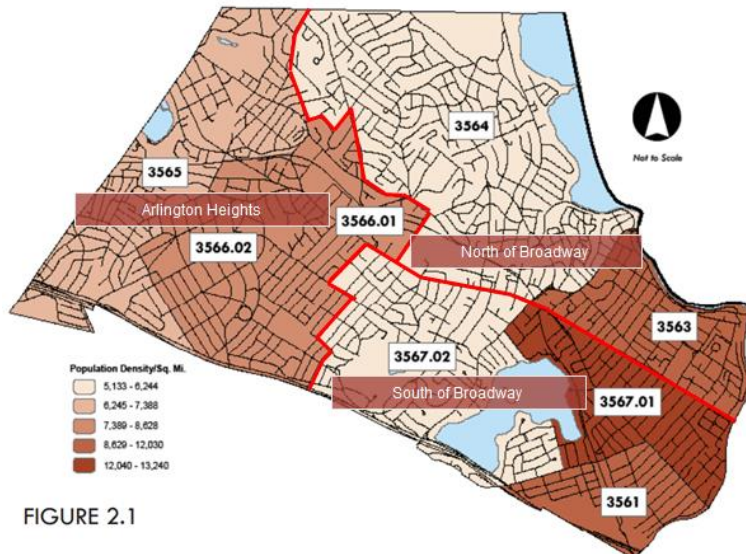 3564
Not to Scale
3565
Arlington Heights
3566.01
3566.02
North of Broadway
3563
3567.02
Population Density/Sq. Mi.
5,133 - 6,244
6,245 - 7,388
7,389 - 8,628
8,629 - 12,030
12,040 - 13,240
South of Broadway
3567.01
3561
FIGURE 2.1